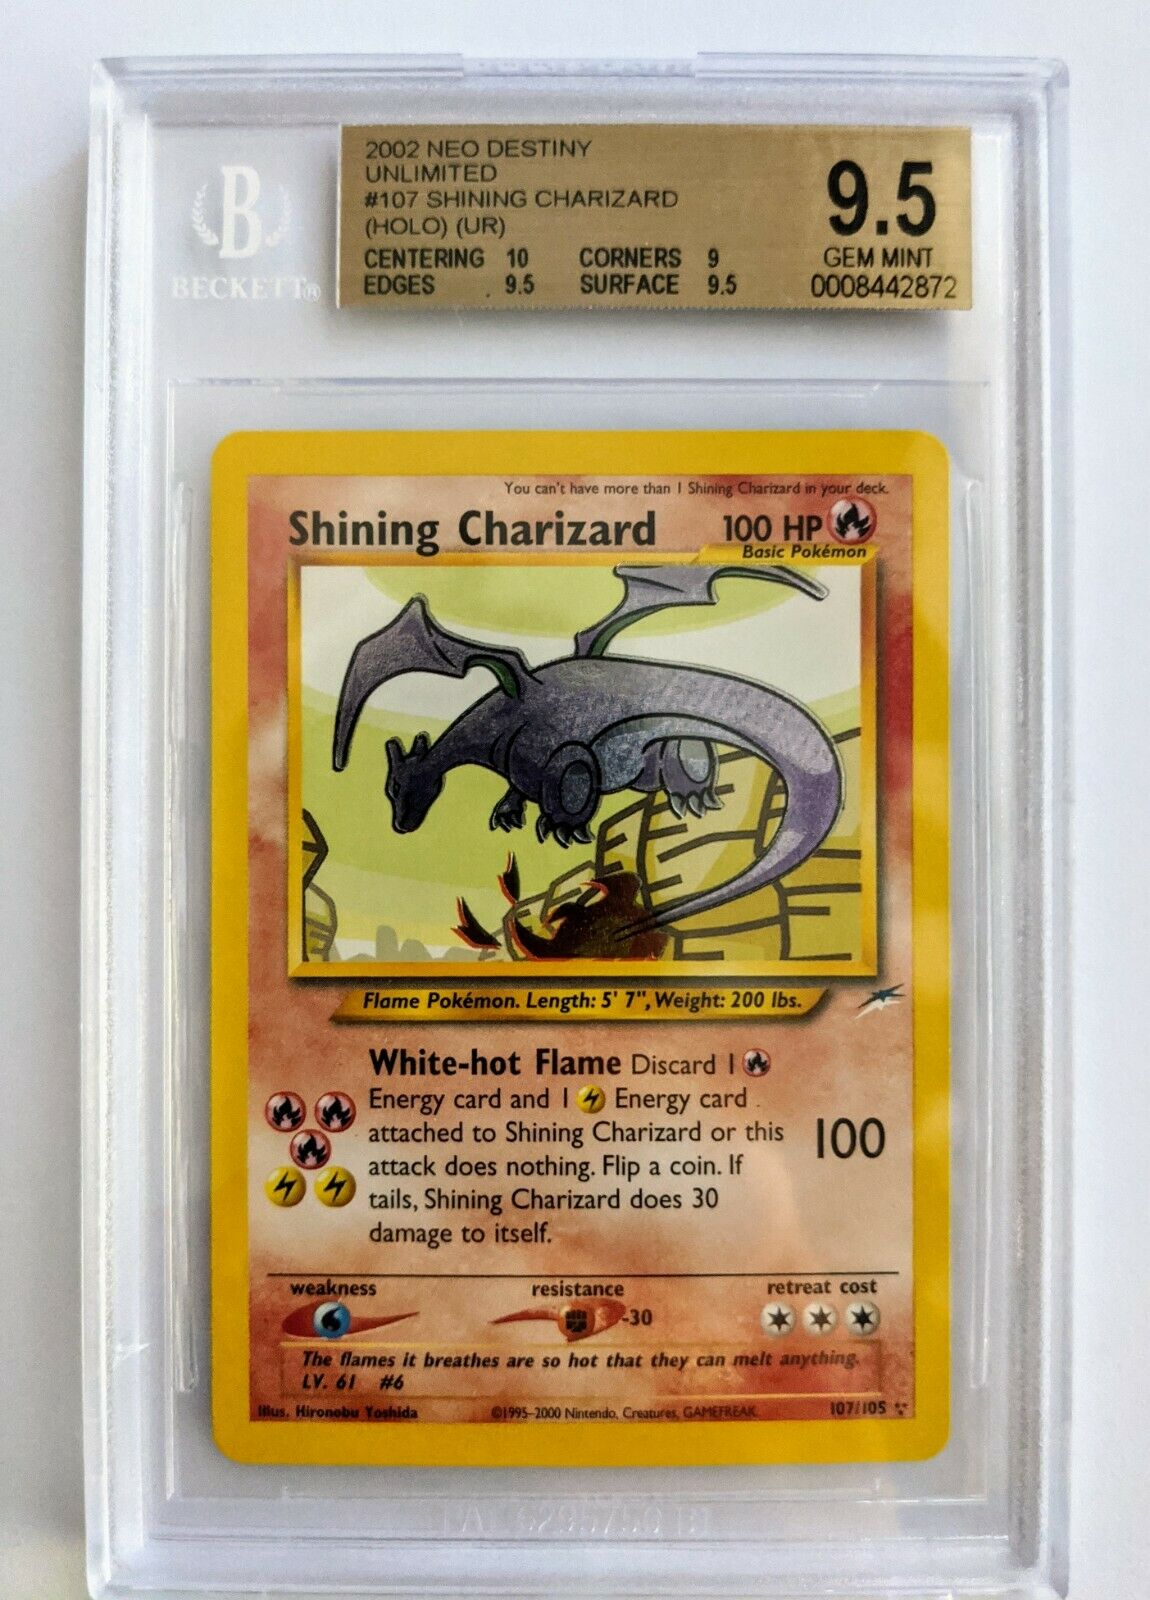 B
BECKETT®
2002 NEO DESTINY
UNLIMITED
#107 SHINING CHARIZARD
(HOLO) (UR)
CENTERING 10 CORNERS 9
EDGES 9.5 SURFACE 9.5
9.5
GEM MINT
0008442872
You can't have more than 1 Shining Charizard in your deck.
Shining Charizard 100 HP
Basic Pokémon
Flame Pokémon. Length: 5' 7", Weight: 200 lbs.
White-hot Flame Discard 1
Energy card and 1 Energy card
attached to Shining Charizard or this
attack does nothing. Flip a coin. If
tails, Shining Charizard does 30
damage to itself.
100
weakness resistance retreat cost
-30
The flames it breathes are so hot that they can melt anything.
LV. 61 #6
Illus. Hironobu Yoshida ©1995-2000 Nintendo, Creatures, GAMEFREAK. 107/105